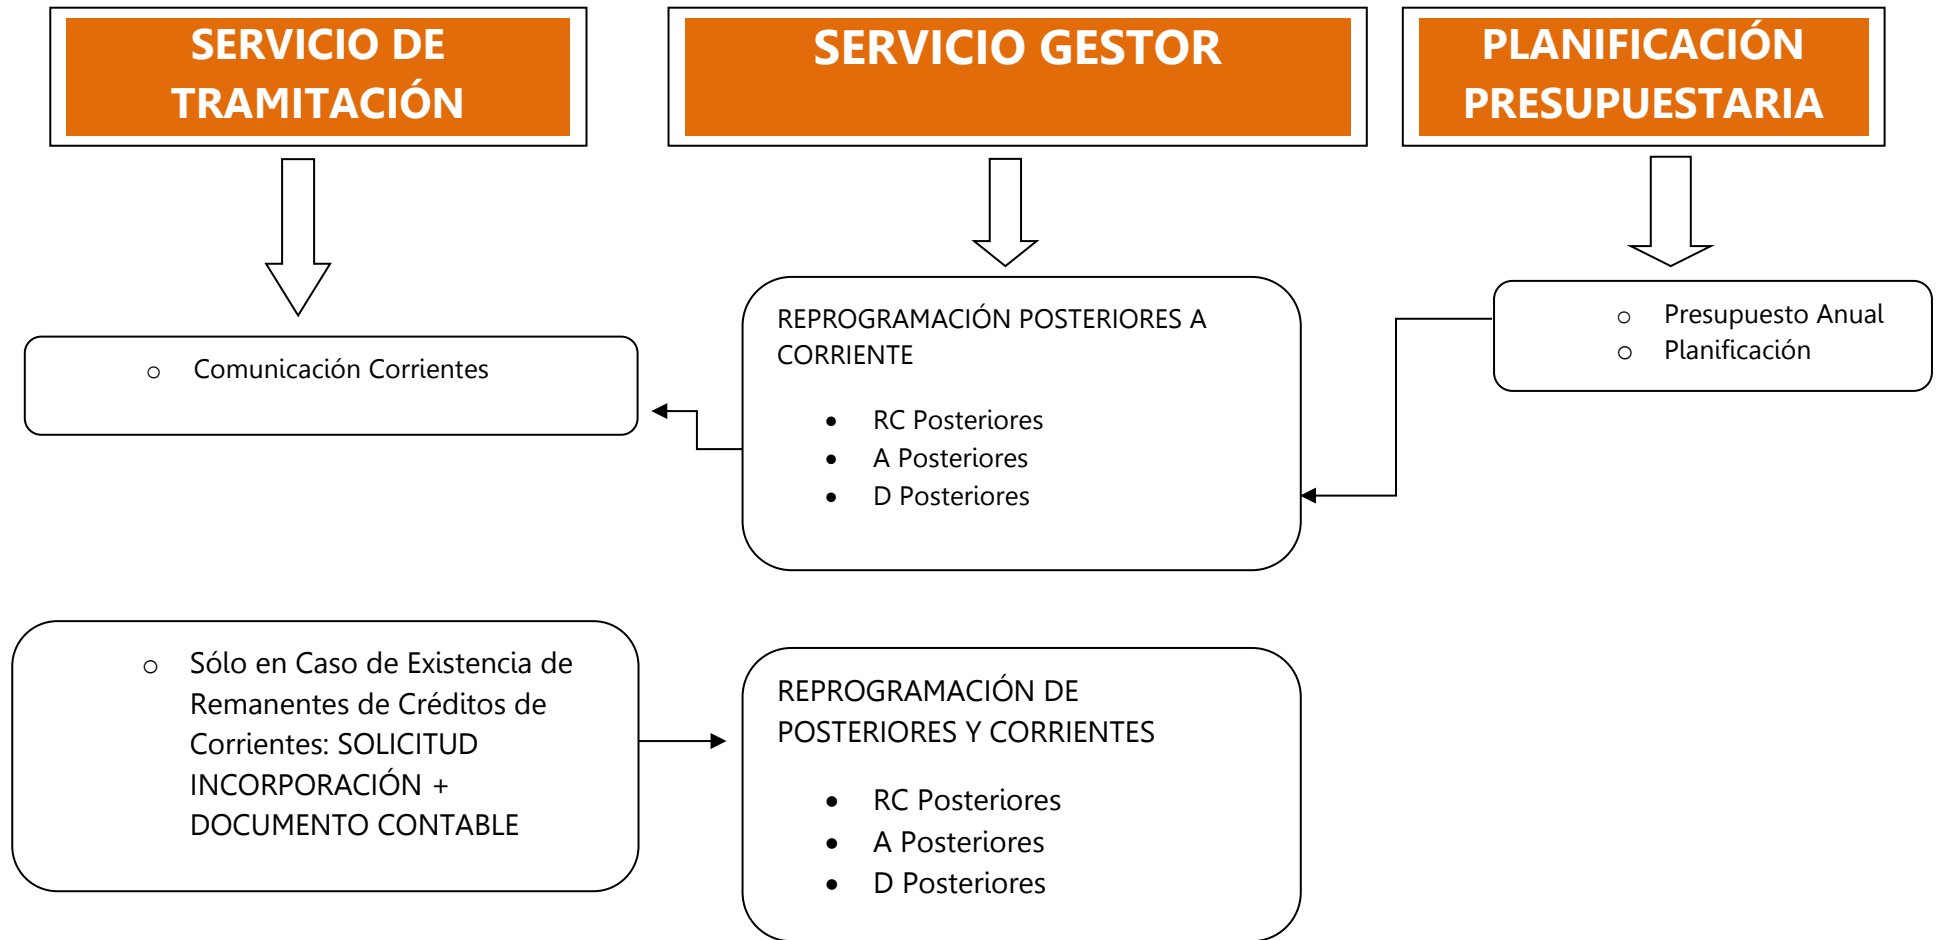 SERVICIO DE
TRAMITACIÓN
SERVICIO GESTOR
PLANIFICACIÓN
PRESUPUESTARIA
o Comunicación Corrientes
REPROGRAMACIÓN POSTERIORES A
CORRIENTE
• RC Posteriores
• A Posteriores
• D Posteriores
o Presupuesto Anual
o Planificación
o Sólo en Caso de Existencia de
Remanentes de Créditos de
Corrientes: SOLICITUD
INCORPORACIÓN +
DOCUMENTO CONTABLE
REPROGRAMACIÓN DE
POSTERIORES Y CORRIENTES
• RC Posteriores
• A Posteriores
• D Posteriores